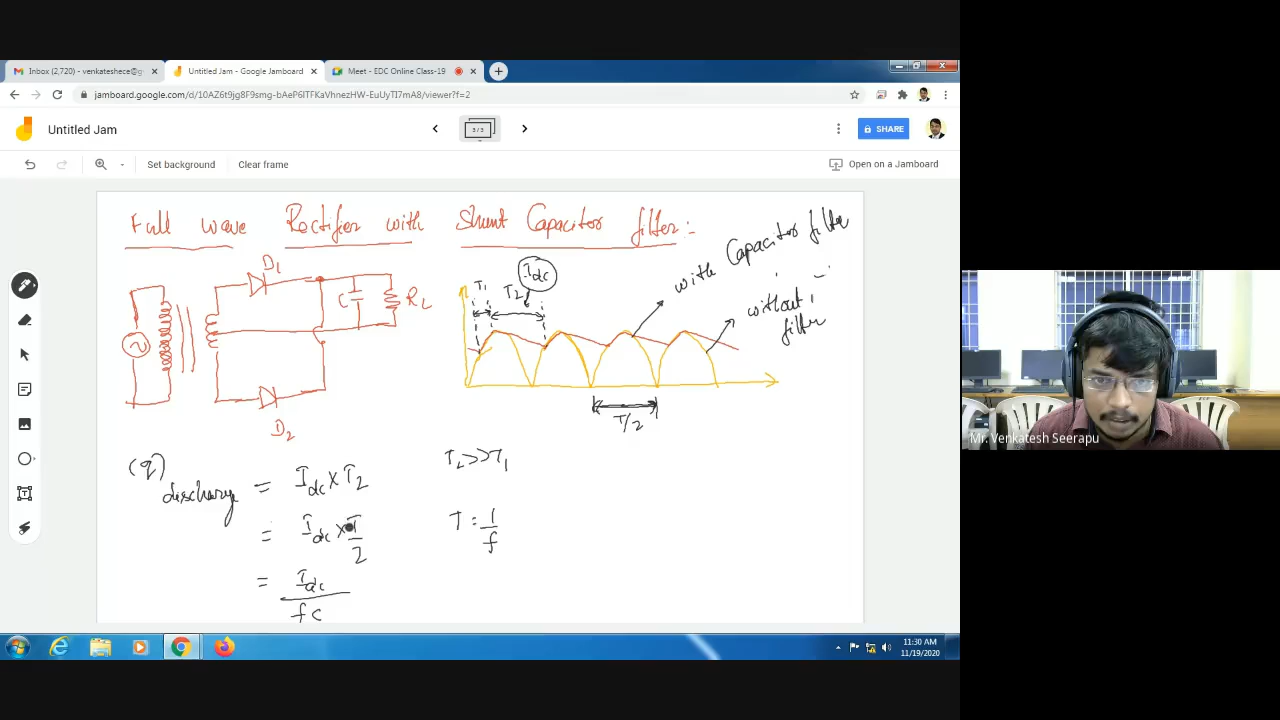 Inbox (2,720) - venkateshece@g
Untitled Jam - Google Jamboard
Meet - EDC Online Class-19
jamboard.google.com/d/10AZ6t9jg8F9smg-bAeP6lTFKaVhnezHW-EuUyTI7mA8/viewer?f=2
Untitled Jam
3 / 3
SHARE
Set background
Clear frame
Open on a Jamboard
Full wave Rectifier with Shunt Capacitor filter:-
D1
C
RL
D2
T1
T2
Idc
with Capacitor filter
without
filter
T/2
(q)discharge = Idc × T2
= Idc × T/2
= Idc/fc
T2 >> T1
T = 1/f
Mr. Venkatesh Seerapu
11:30 AM
11/19/2020